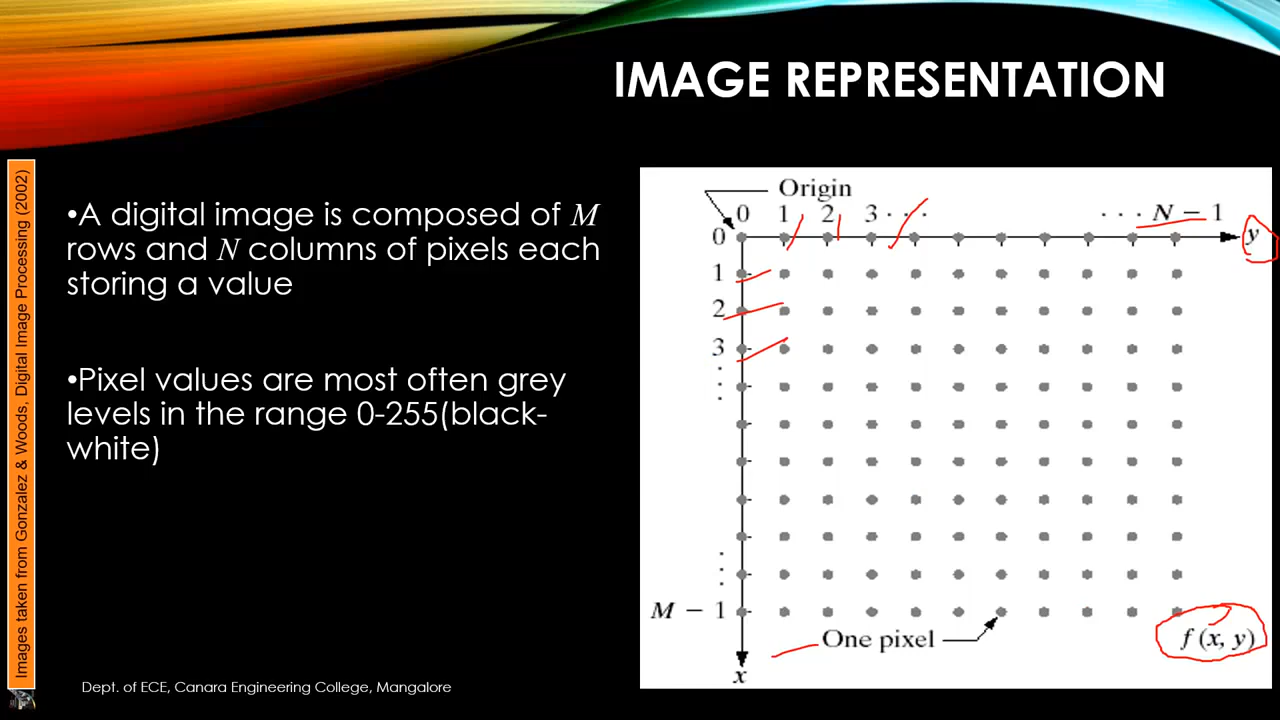 IMAGE REPRESENTATION
Images taken from Gonzalez & Woods, Digital Image Processing (2002)
•A digital image is composed of M
rows and N columns of pixels each
storing a value
•Pixel values are most often grey
levels in the range 0-255(black-
white)
Origin
0 1 2 3 · · · · · · N − 1
0 y
1
2
3
⋮
⋮
M − 1
One pixel
f (x, y)
x
Dept. of ECE, Canara Engineering College, Mangalore